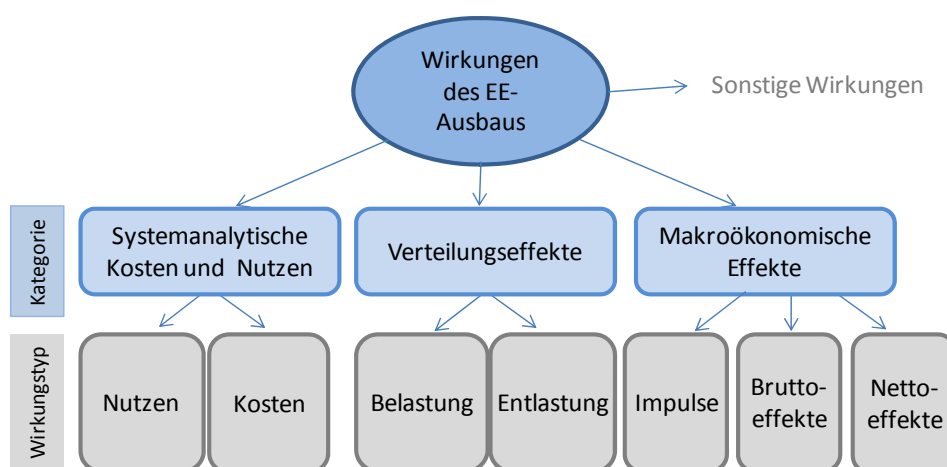 Wirkungen
des EE-
Ausbaus
Sonstige Wirkungen
Kategorie
Systemanalytische
Kosten und Nutzen
Verteilungseffekte
Makroökonomische
Effekte
Wirkungstyp
Nutzen
Kosten
Belastung
Entlastung
Impulse
Brutto-
effekte
Netto-
effekte